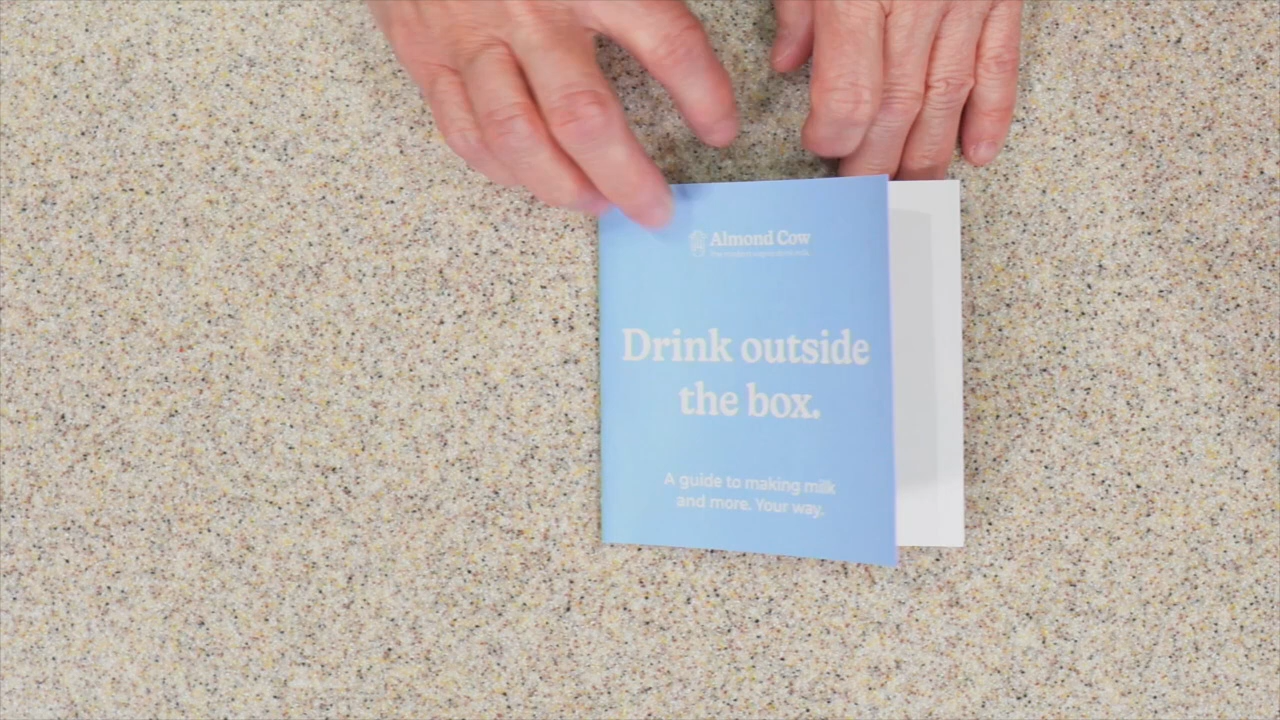 Almond Cow
Drink outside
the box.
A guide to making milk
and more. Your way.